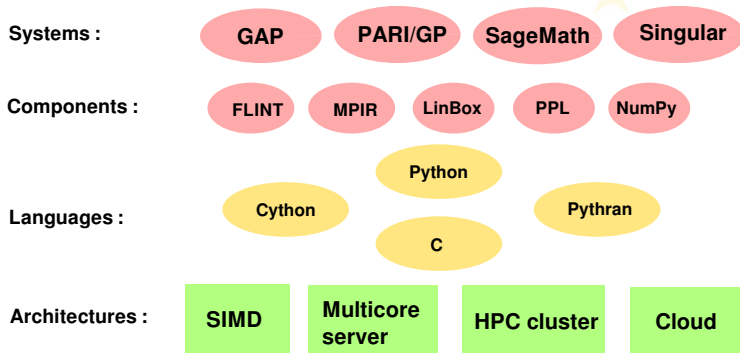 Systems :
GAP
PARI/GP
SageMath
Singular
Components :
FLINT
MPIR
LinBox
PPL
NumPy
Languages :
Cython
Python
C
Pythran
Architectures :
SIMD
Multicore
server
HPC cluster
Cloud